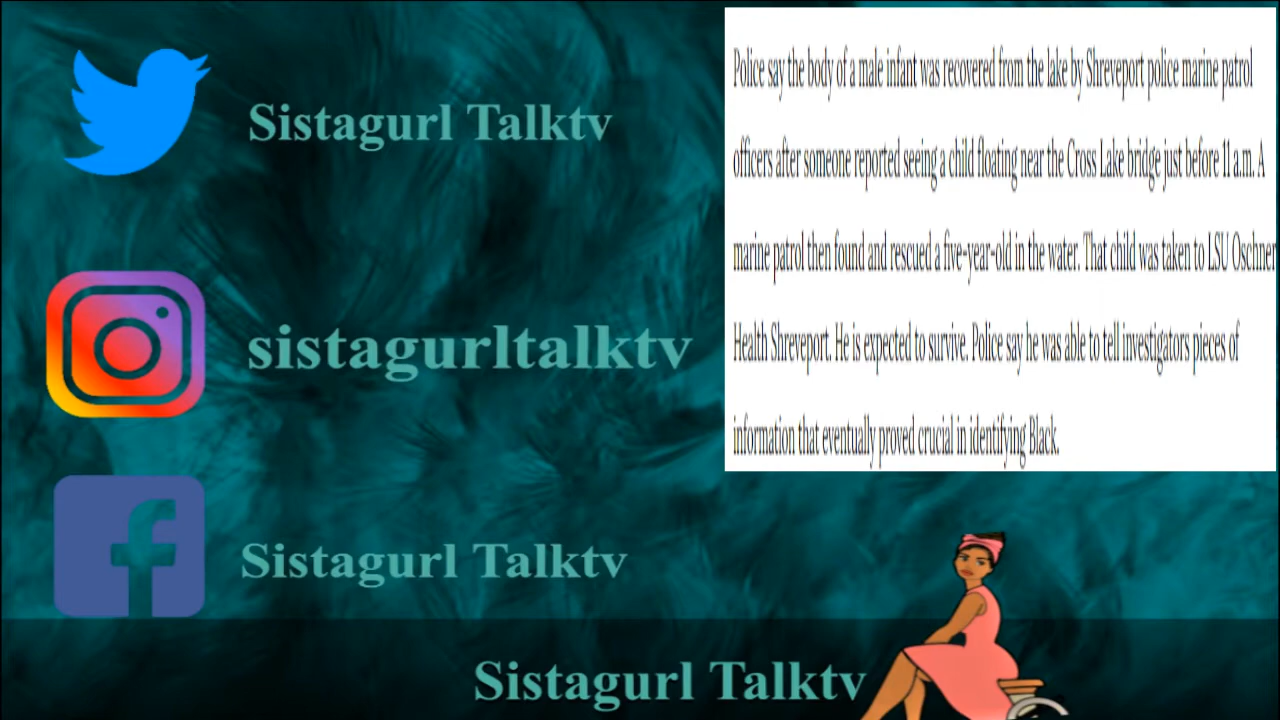 Sistagurl Talktv
sistagurltalktv
Sistagurl Talktv
Police say the body of a male infant was recovered from the lake by Shreveport police marine patrol
officers after someone reported seeing a child floating near the Cross Lake bridge just before 11 a.m. A
marine patrol then found and rescued a five-year-old in the water. That child was taken to LSU Oschner
Health Shreveport. He is expected to survive. Police say he was able to tell investigators pieces of
information that eventually proved crucial in identifying Black.
Sistagurl Talktv